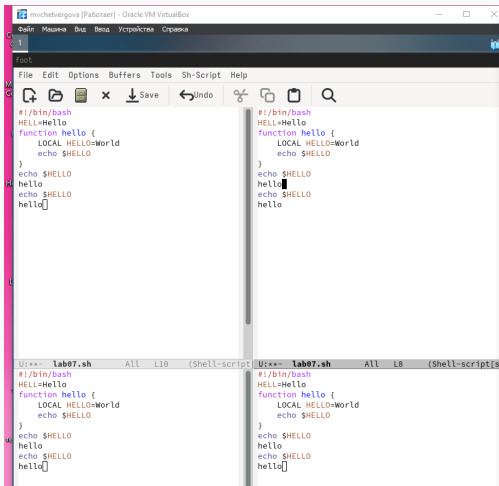 mvchetvergova [Работает] - Oracle VM VirtualBox
Файл Машина Вид Ввод Устройства Справка
1
foot
File Edit Options Buffers Tools Sh-Script Help
Save Undo
#!/bin/bash
HELL=Hello
function hello {
LOCAL HELLO=World
echo $HELLO
}
echo $HELLO
hello
echo $HELLO
hello
U:**- lab07.sh All L10 (Shell-script[
#!/bin/bash
HELL=Hello
function hello {
LOCAL HELLO=World
echo $HELLO
}
echo $HELLO
hello
echo $HELLO
hello
U:**- lab07.sh All L8 (Shell-script[s
#!/bin/bash
HELL=Hello
function hello {
LOCAL HELLO=World
echo $HELLO
}
echo $HELLO
hello
echo $HELLO
hello
#!/bin/bash
HELL=Hello
function hello {
LOCAL HELLO=World
echo $HELLO
}
echo $HELLO
hello
echo $HELLO
hello